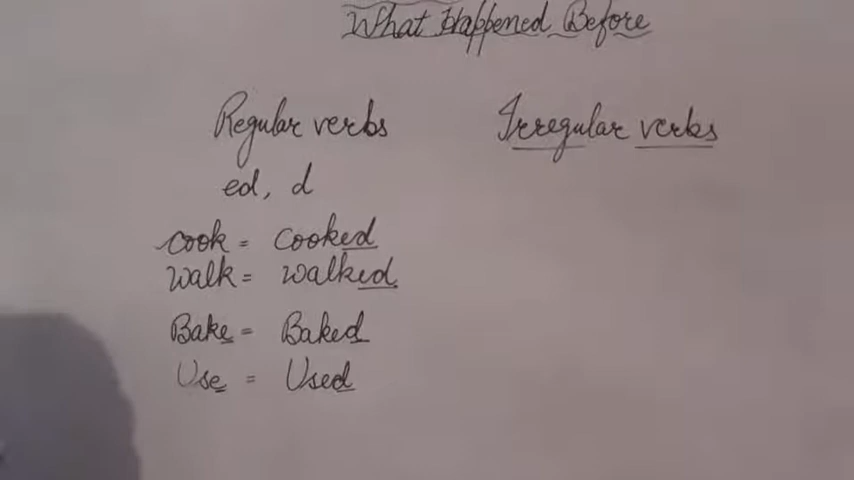 What Happened Before
Regular verbs
Irregular verbs
ed, d
cook = cooked
walk = walked
Bake = Baked
Use = Used